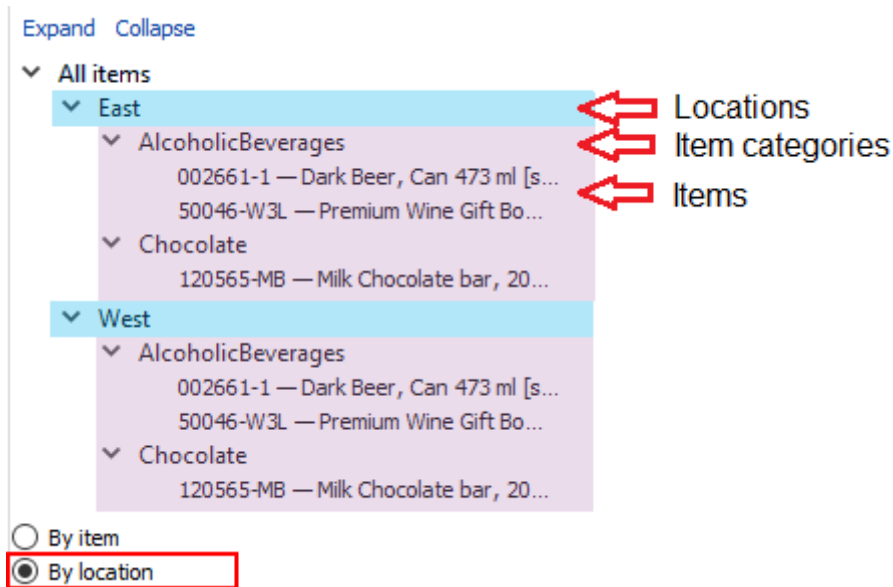 Expand Collapse
All items
East
Locations
AlcoholicBeverages
Item categories
002661-1 — Dark Beer, Can 473 ml [s...
Items
50046-W3L — Premium Wine Gift Bo...
Chocolate
120565-MB — Milk Chocolate bar, 20...
West
AlcoholicBeverages
002661-1 — Dark Beer, Can 473 ml [s...
50046-W3L — Premium Wine Gift Bo...
Chocolate
120565-MB — Milk Chocolate bar, 20...
By item
By location